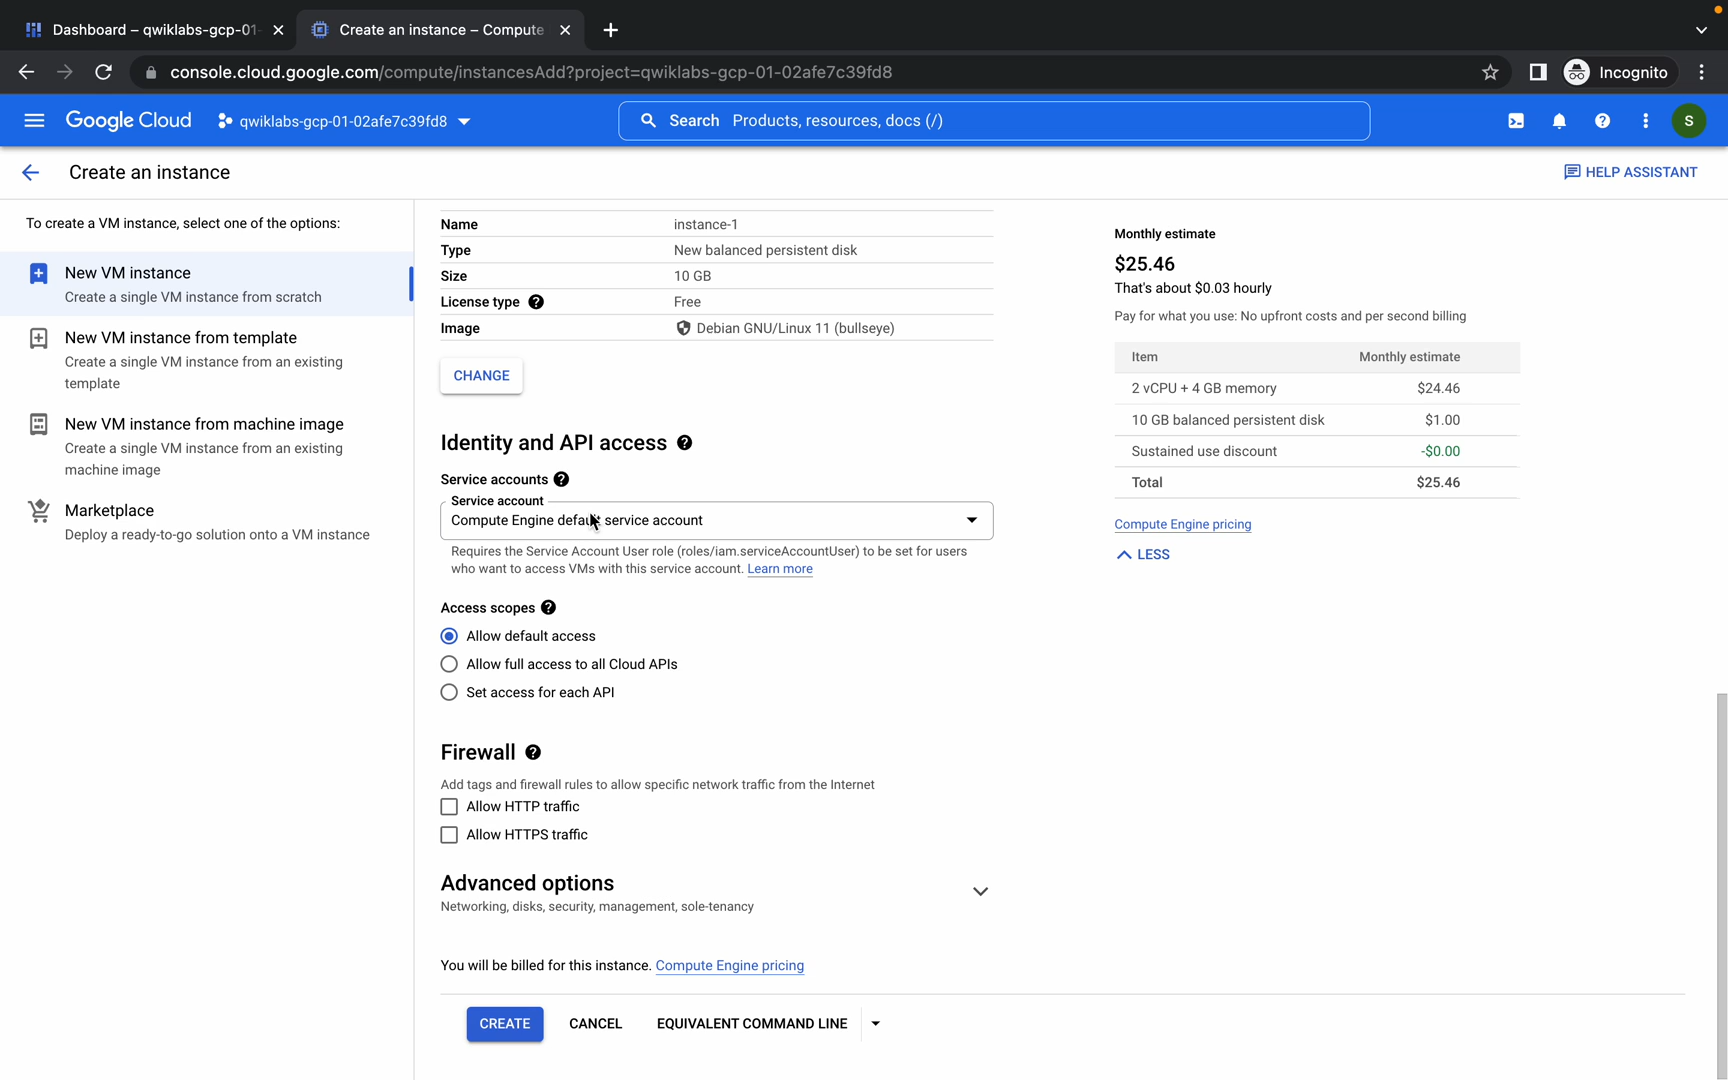 Dashboard – qwiklabs-gcp-01-
Create an instance – Compute
console.cloud.google.com/compute/instancesAdd?project=qwiklabs-gcp-01-02afe7c39fd8
Incognito
Google Cloud
qwiklabs-gcp-01-02afe7c39fd8
Search Products, resources, docs (/)
S
Create an instance
HELP ASSISTANT
To create a VM instance, select one of the options:
New VM instance
Create a single VM instance from scratch
New VM instance from template
Create a single VM instance from an existing
template
New VM instance from machine image
Create a single VM instance from an existing
machine image
Marketplace
Deploy a ready-to-go solution onto a VM instance
Name instance-1
Type New balanced persistent disk
Size 10 GB
License type Free
Image Debian GNU/Linux 11 (bullseye)
CHANGE
Identity and API access
Service accounts
Service account
Compute Engine default service account
Requires the Service Account User role (roles/iam.serviceAccountUser) to be set for users
who want to access VMs with this service account. Learn more
Access scopes
Allow default access
Allow full access to all Cloud APIs
Set access for each API
Firewall
Add tags and firewall rules to allow specific network traffic from the Internet
Allow HTTP traffic
Allow HTTPS traffic
Advanced options
Networking, disks, security, management, sole-tenancy
You will be billed for this instance. Compute Engine pricing
CREATE
CANCEL
EQUIVALENT COMMAND LINE
Monthly estimate
$25.46
That's about $0.03 hourly
Pay for what you use: No upfront costs and per second billing
Item Monthly estimate
2 vCPU + 4 GB memory $24.46
10 GB balanced persistent disk $1.00
Sustained use discount -$0.00
Total $25.46
Compute Engine pricing
LESS